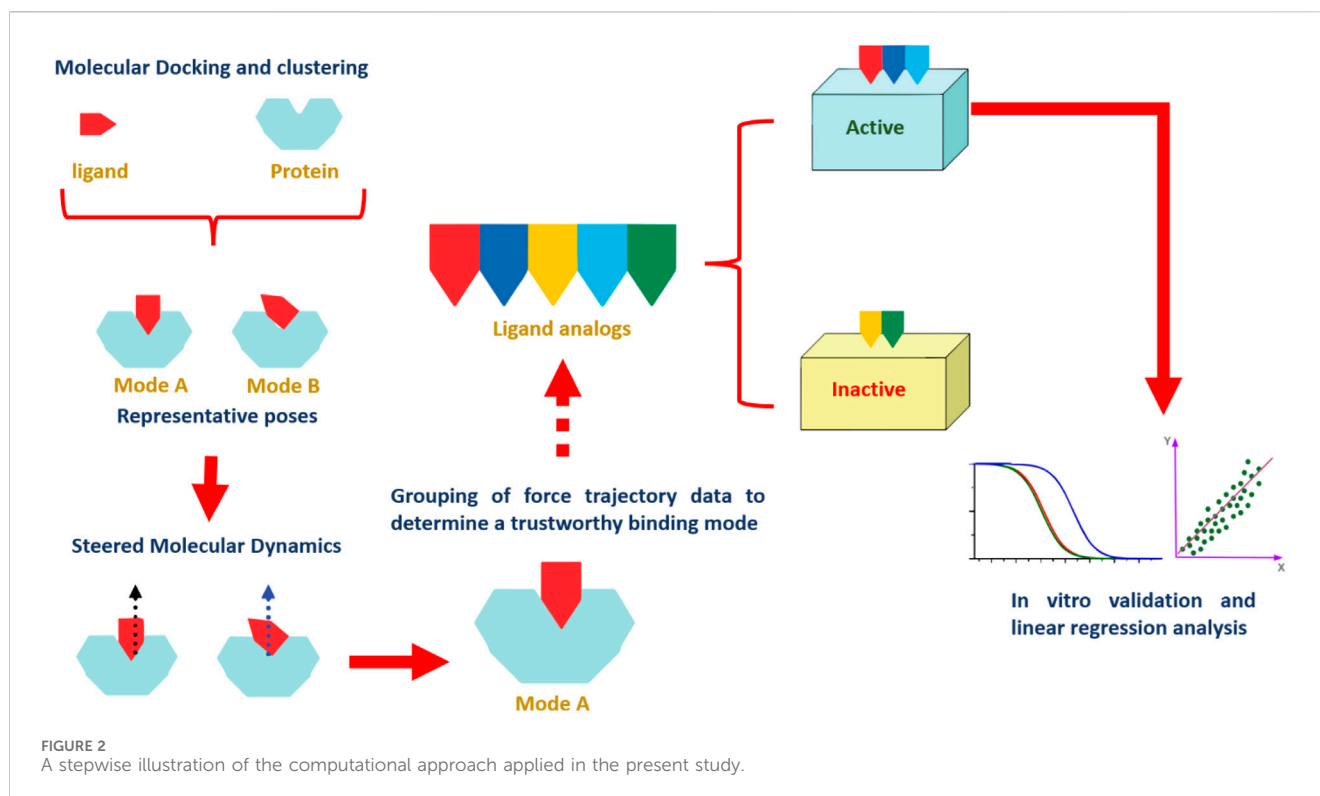 Molecular Docking and clustering
ligand
Protein
Mode A
Mode B
Representative poses
Steered Molecular Dynamics
Grouping of force trajectory data to
determine a trustworthy binding mode
Mode A
Ligand analogs
Active
Inactive
Y
X
In vitro validation and
linear regression analysis
FIGURE 2
A stepwise illustration of the computational approach applied in the present study.